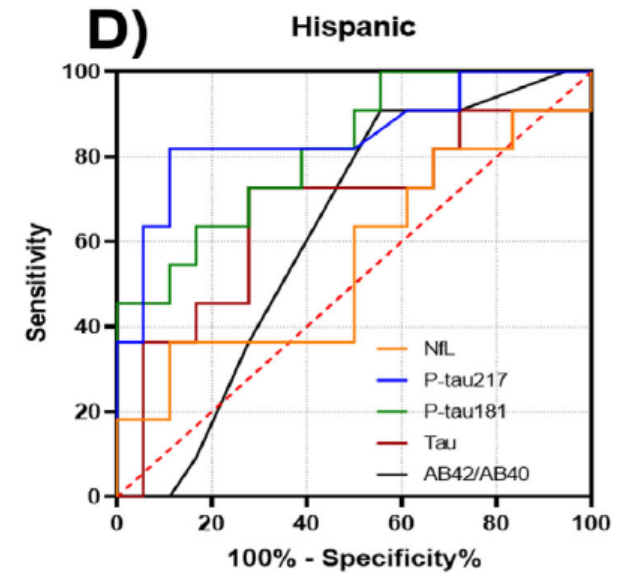 D)
Hispanic
100
80
60
40
20
0
Sensitivity
NfL
P-tau217
P-tau181
Tau
AB42/AB40
0 20 40 60 80 100
100% - Specificity%